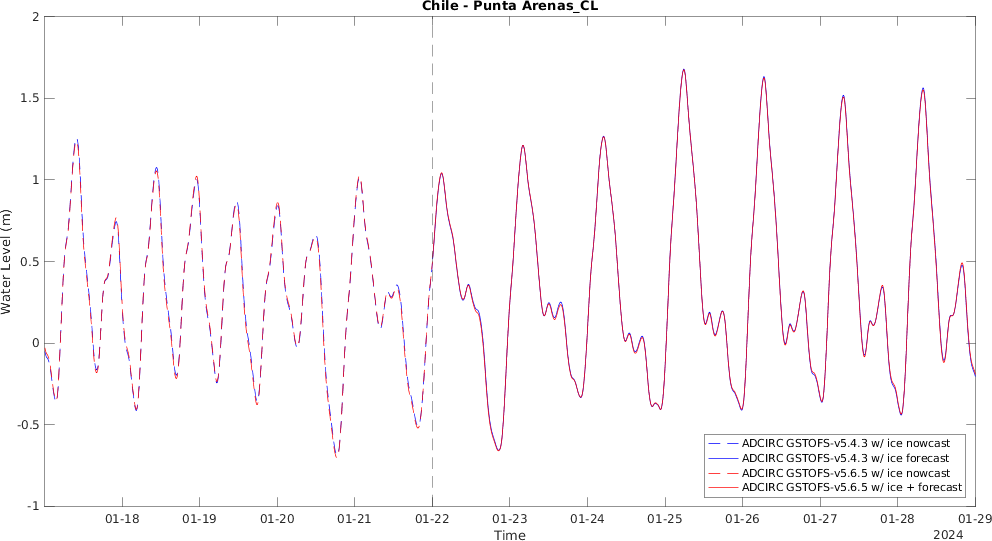 Chile - Punta Arenas_CL
2
1.5
1
0.5
0
-0.5
-1
Water Level (m)
01-18 01-19 01-20 01-21 01-22 01-23 01-24 01-25 01-26 01-27 01-28 01-29
Time
2024
ADCIRC GSTOFS-v5.4.3 w/ ice nowcast
ADCIRC GSTOFS-v5.4.3 w/ ice forecast
ADCIRC GSTOFS-v5.6.5 w/ ice nowcast
ADCIRC GSTOFS-v5.6.5 w/ ice + forecast